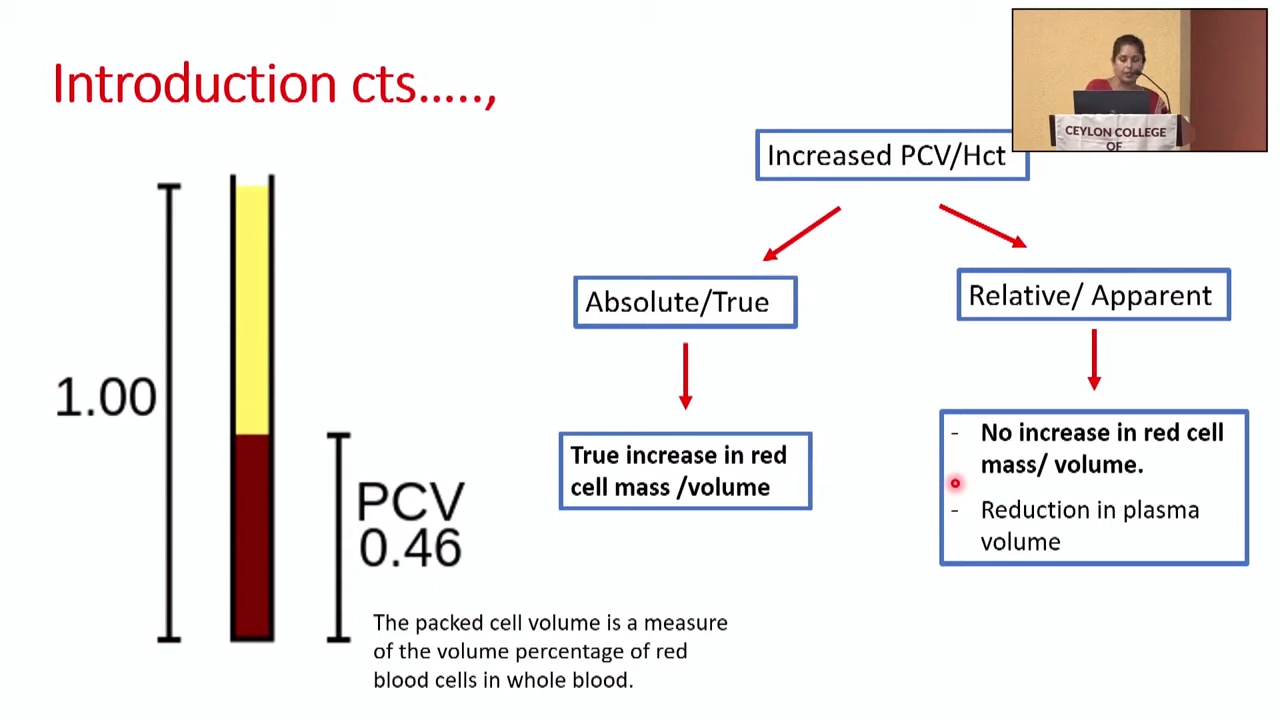 Introduction cts.....,
CEYLON COLLEGE
OF
Increased PCV/Hct
Absolute/True
Relative/ Apparent
True increase in red
cell mass /volume
- No increase in red cell
mass/ volume.
- Reduction in plasma
volume
1.00
PCV
0.46
The packed cell volume is a measure
of the volume percentage of red
blood cells in whole blood.